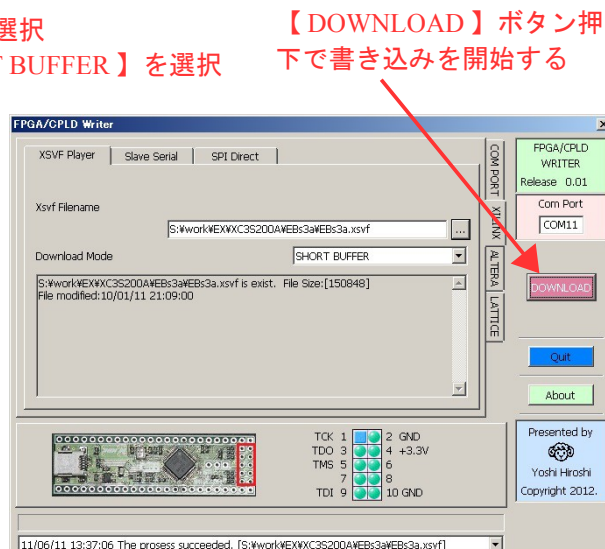 選択
BUFFER 】を選択
【 DOWNLOAD 】ボタン押
下で書き込みを開始する
FPGA/CPLD Writer
XSVF Player
Slave Serial
SPI Direct
Xsvf Filename
S:¥work¥EX¥XC3S200A¥EBs3a¥EBs3a.xsvf
...
Download Mode
SHORT BUFFER
S:¥work¥EX¥XC3S200A¥EBs3a¥EBs3a.xsvf is exist. File Size:[150848]
File modified:10/01/11 21:09:00
COM PORT
XILINX
ALTERA
LATTICE
FPGA/CPLD
WRITER
Release 0.01
Com Port
COM11
DOWNLOAD
Quit
About
TCK 1 2 GND
TDO 3 4 +3.3V
TMS 5 6
7 8
TDI 9 10 GND
Presented by
Yoshi Hiroshi
Copyright 2012.
11/06/11 13:37:06 The prosess succeeded. [S:¥work¥EX¥XC3S200A¥EBs3a¥EBs3a.xsvf]